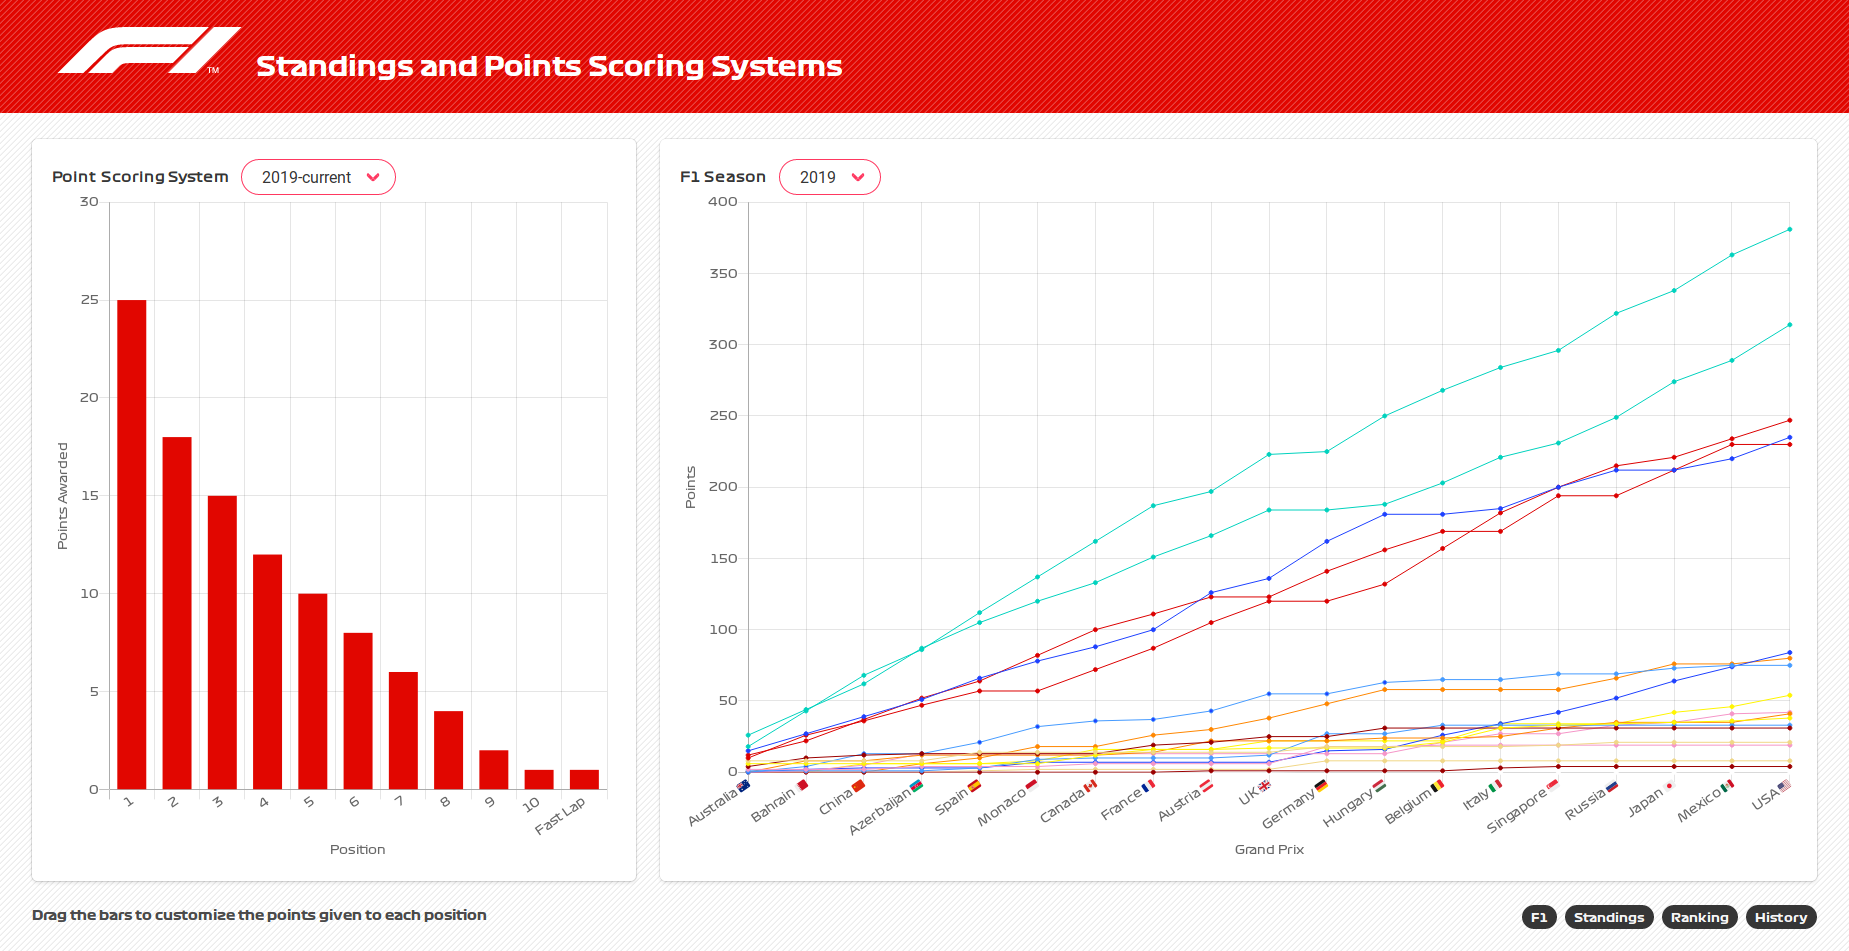 F1 TM
Standings and Points Scoring Systems
Point Scoring System
2019-current
30
25
20
15
10
5
0
Points Awarded
1
2
3
4
5
6
7
8
9
10
Fast Lap
Position
F1 Season
2019
400
350
300
250
200
150
100
50
0
Points
Australia
Bahrain
China
Azerbaijan
Spain
Monaco
Canada
France
Austria
UK
Germany
Hungary
Belgium
Italy
Singapore
Russia
Japan
Mexico
USA
Grand Prix
Drag the bars to customize the points given to each position
F1
Standings
Ranking
History